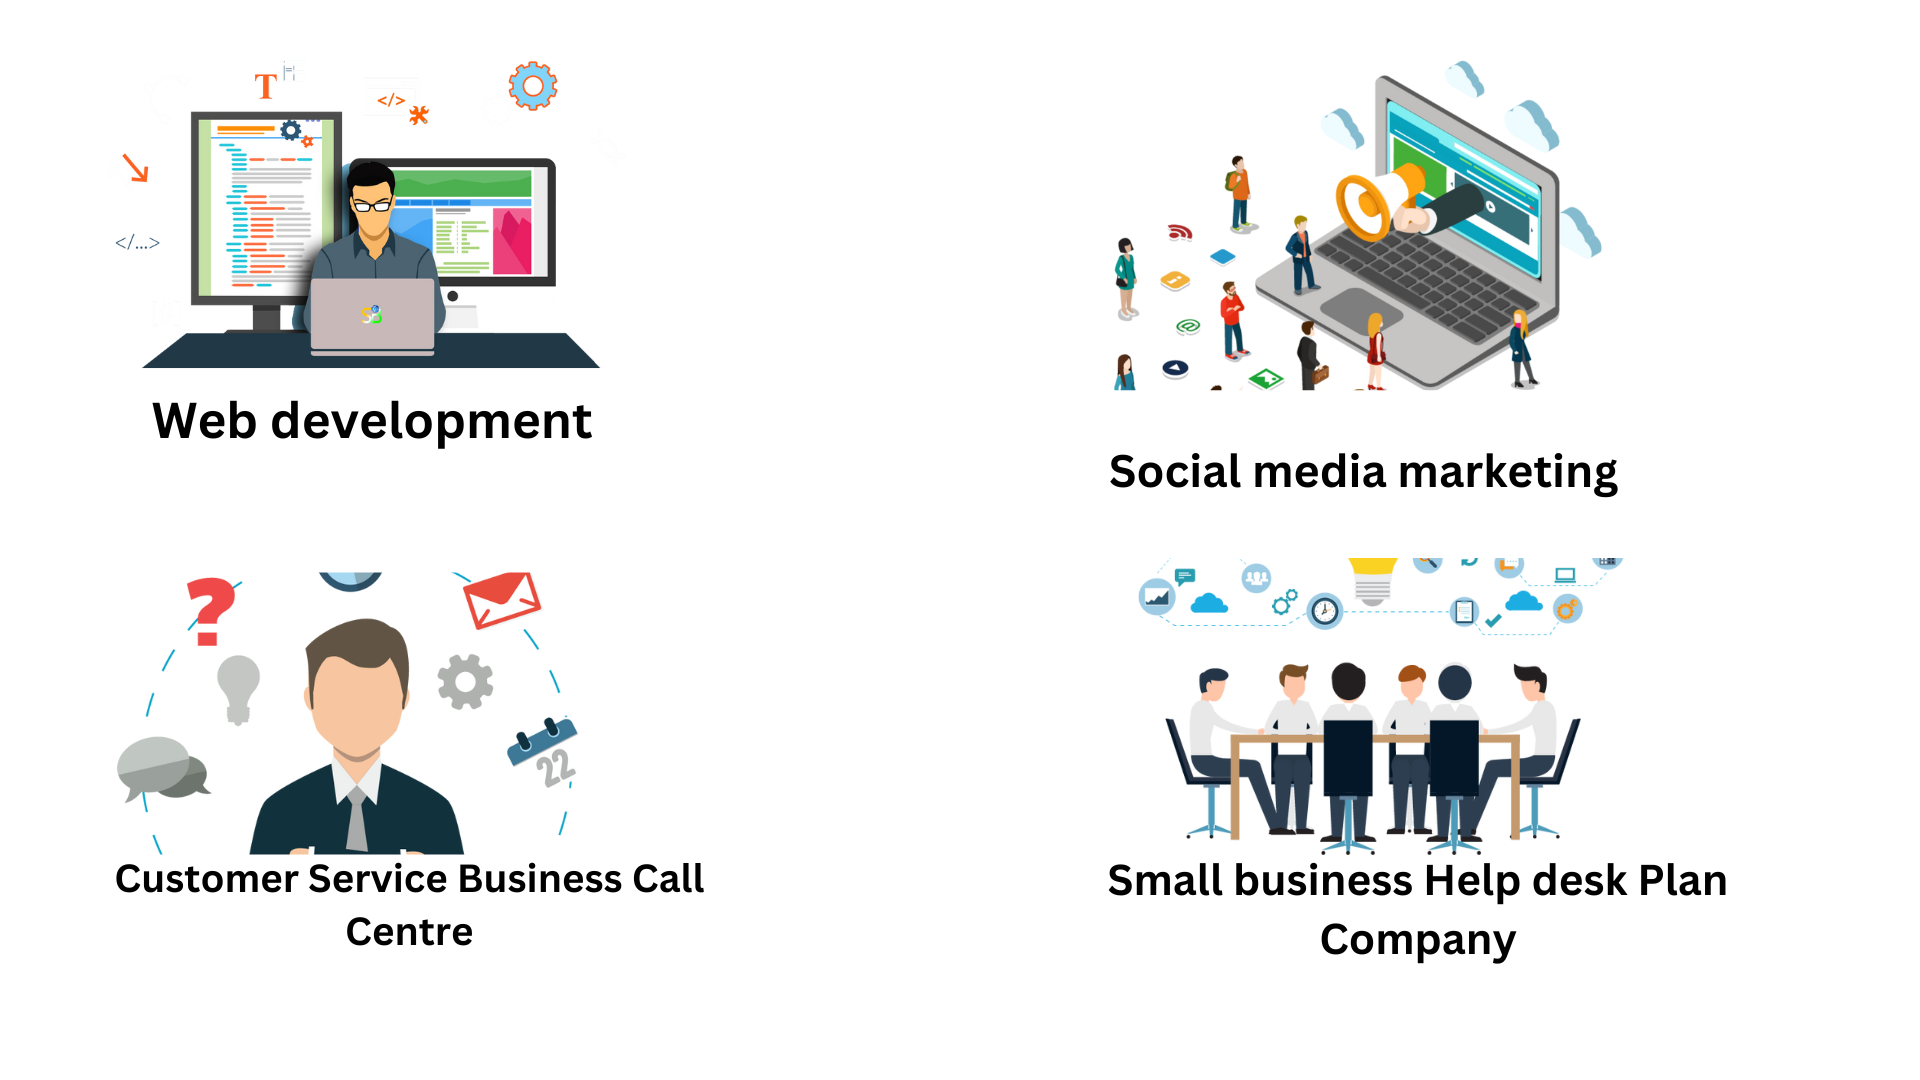 T
</>
</...>
Web development
@
Social media marketing
?
22
Customer Service Business Call
Centre
Small business Help desk Plan
Company